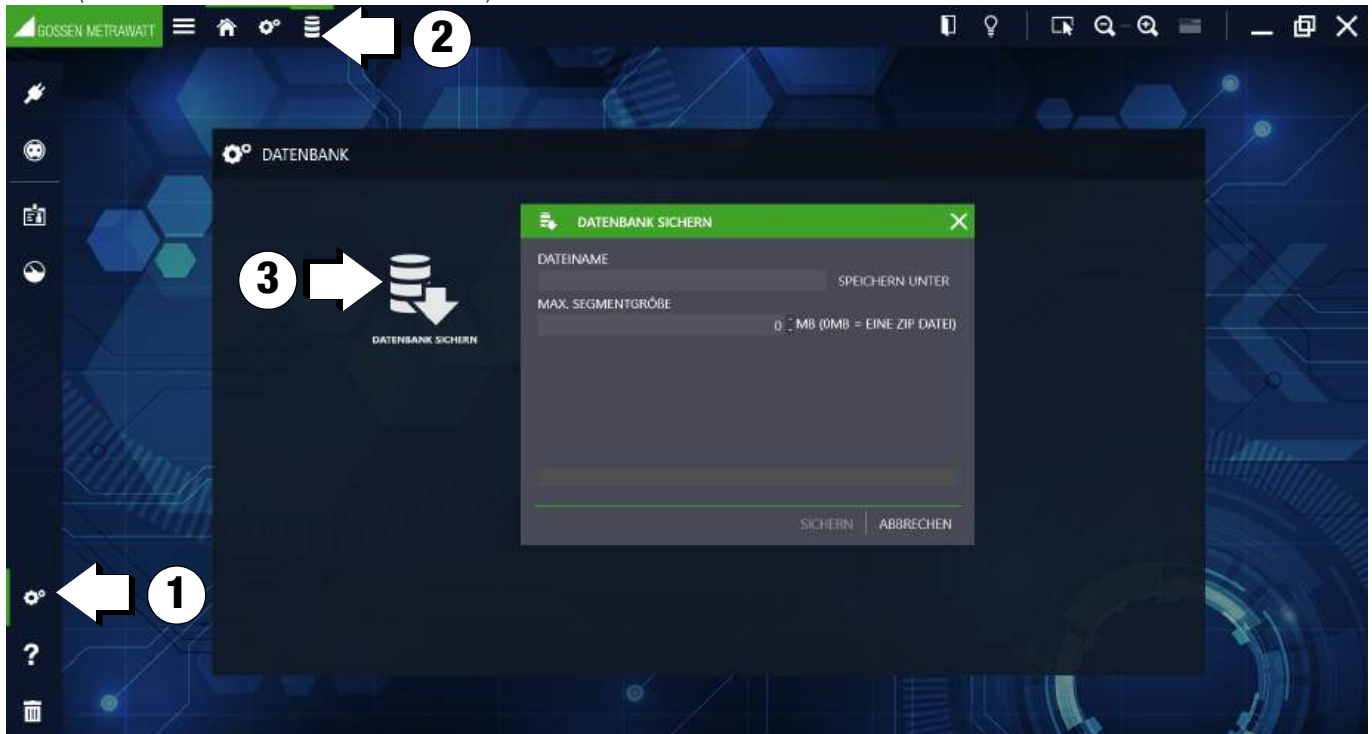 GOSSEN METRAWATT
2
DATENBANK
DATENBANK SICHERN
DATEINAME
SPEICHERN UNTER
3
MAX. SEGMENTGRÖßE
0 MB (0MB = EINE ZIP DATEI)
DATENBANK SICHERN
SICHERN | ABBRECHEN
1
?